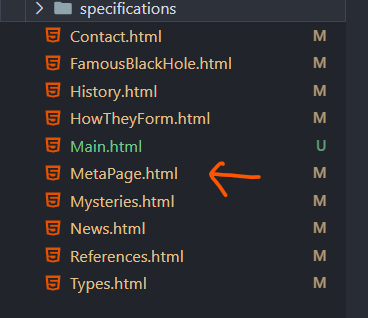 specifications
Contact.html M
FamousBlackHole.html M
History.html M
HowTheyForm.html M
Main.html U
MetaPage.html M
Mysteries.html M
News.html M
References.html M
Types.html M